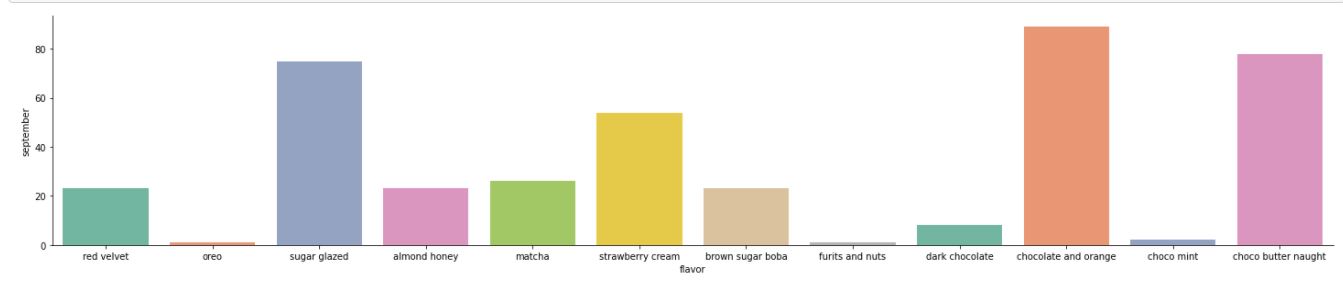 80
60
40
20
0
september
red velvet oreo sugar glazed almond honey matcha strawberry cream brown sugar boba furits and nuts dark chocolate chocolate and orange choco mint choco butter naught
flavor